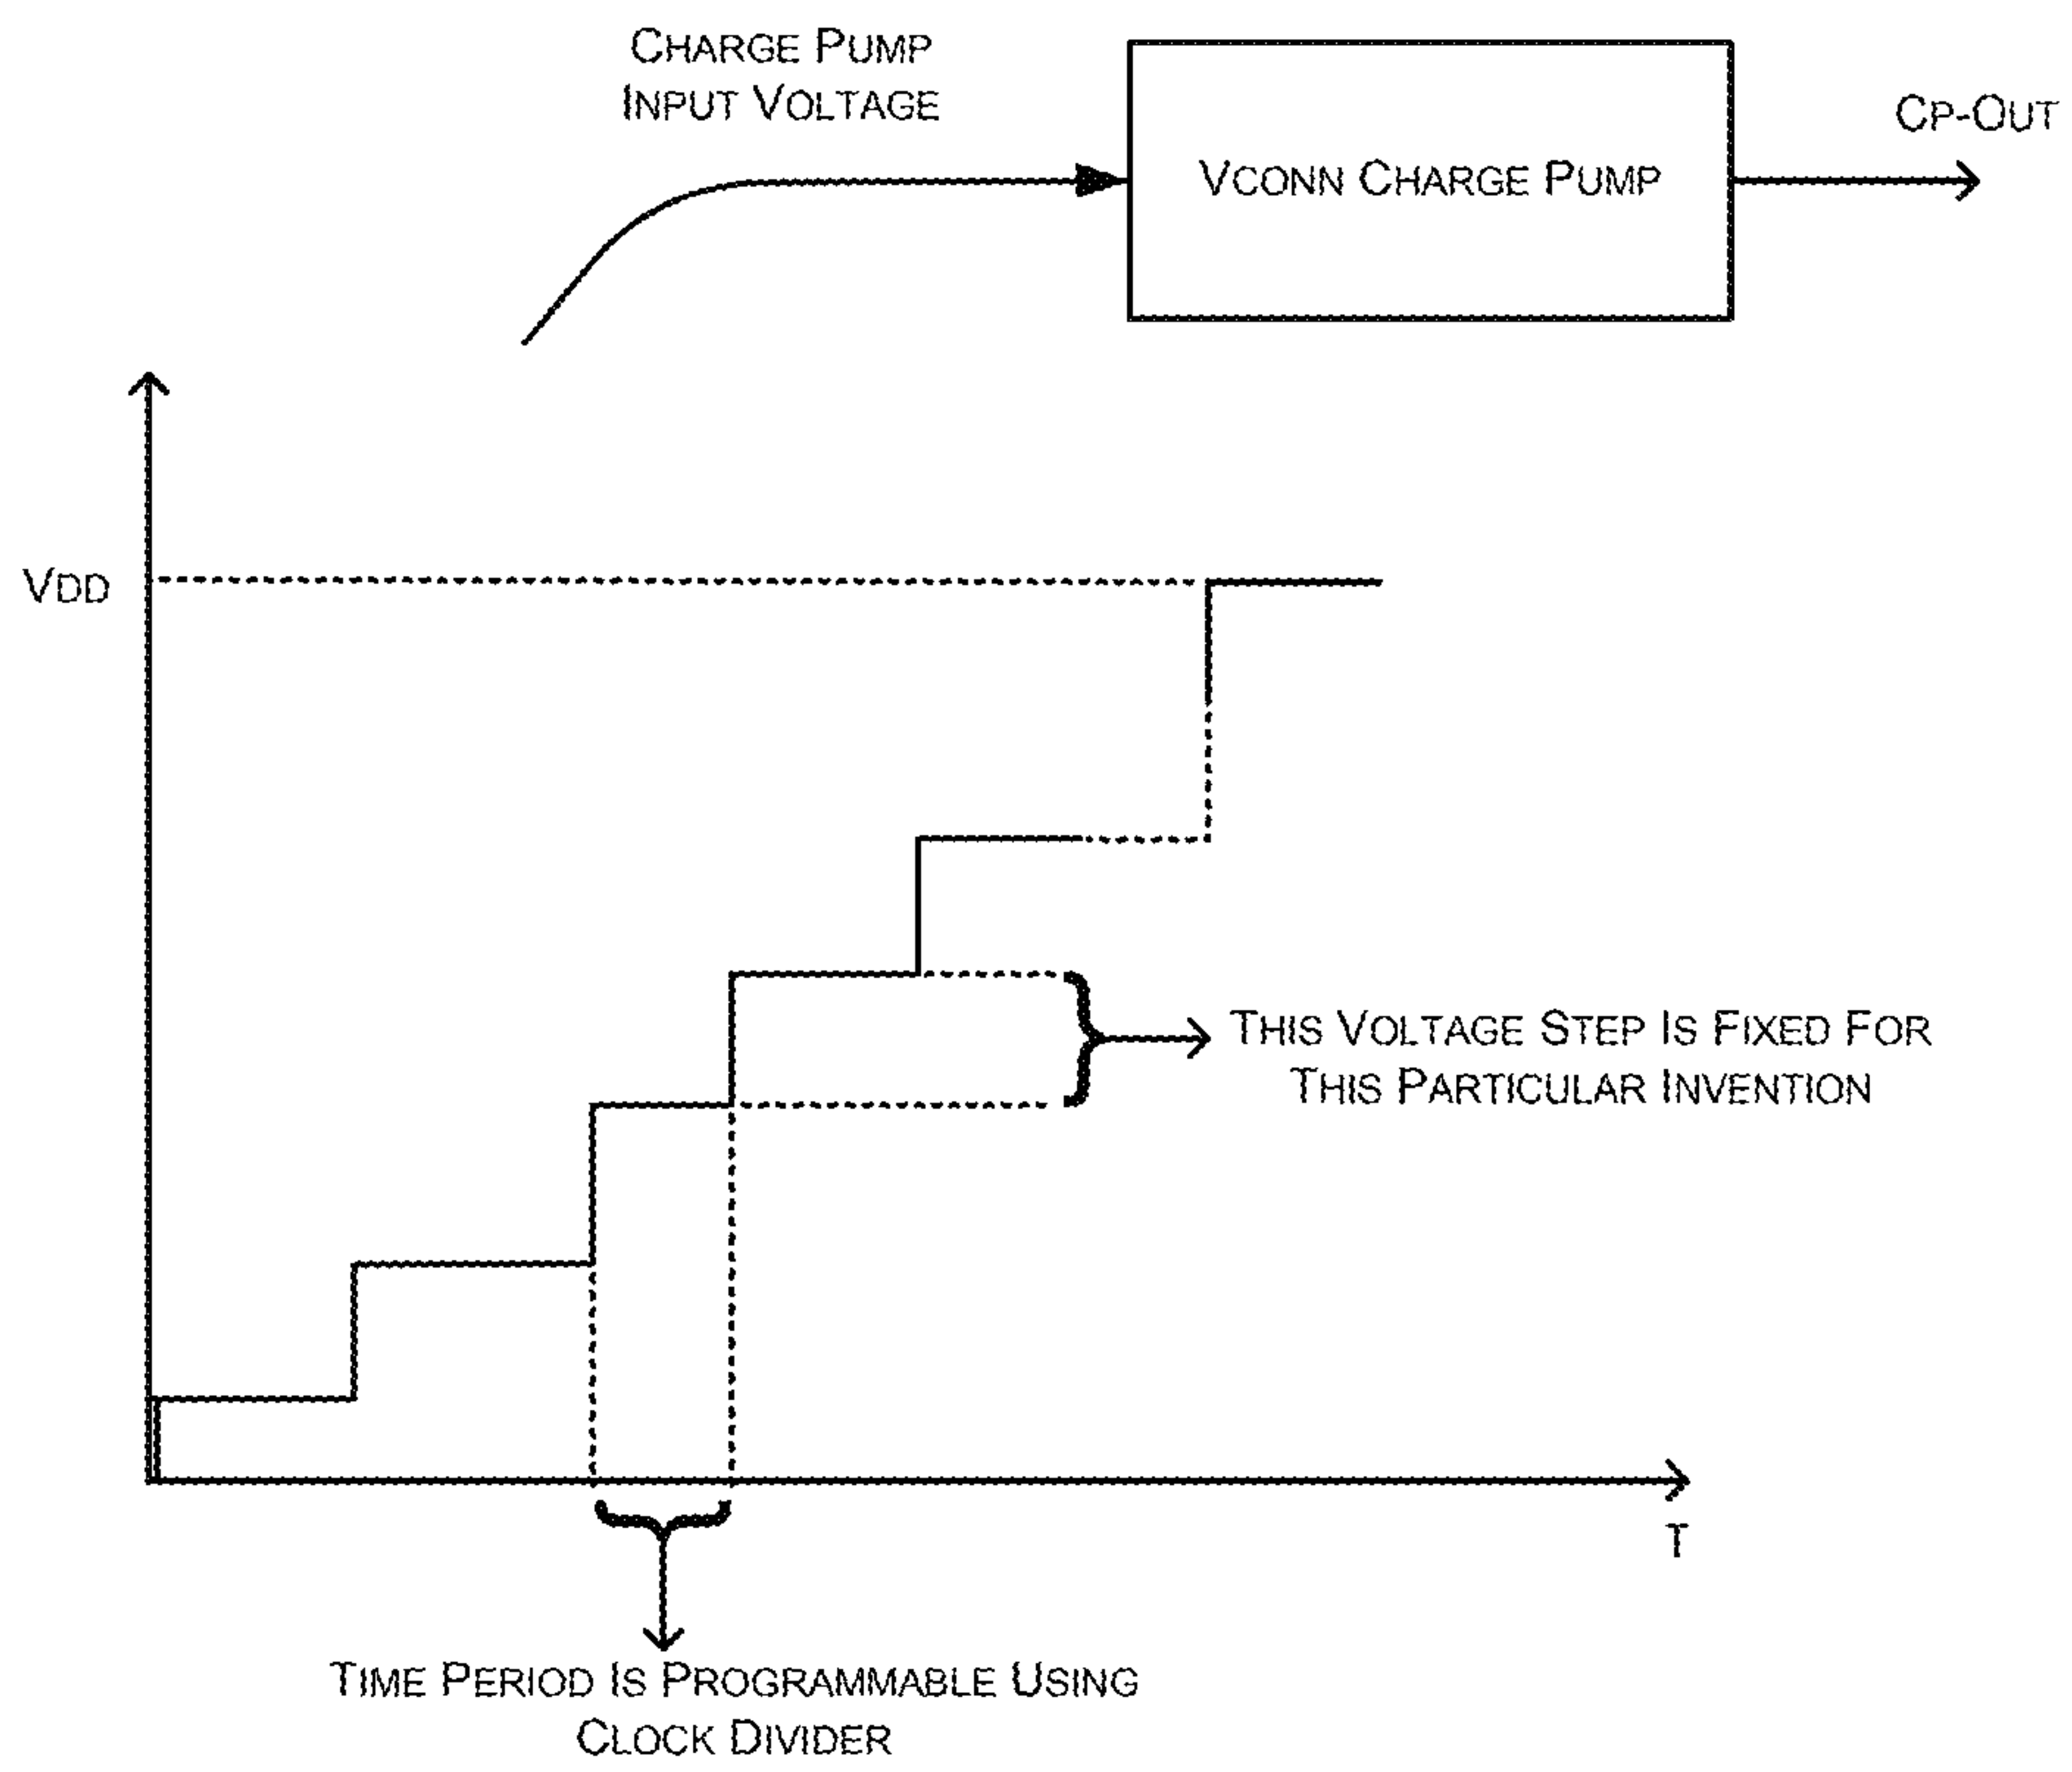 CHARGE PUMP
INPUT VOLTAGE
CP-OUT
VCONN CHARGE PUMP
VDD
THIS VOLTAGE STEP IS FIXED FOR
THIS PARTICULAR INVENTION
T
TIME PERIOD IS PROGRAMMABLE USING
CLOCK DIVIDER